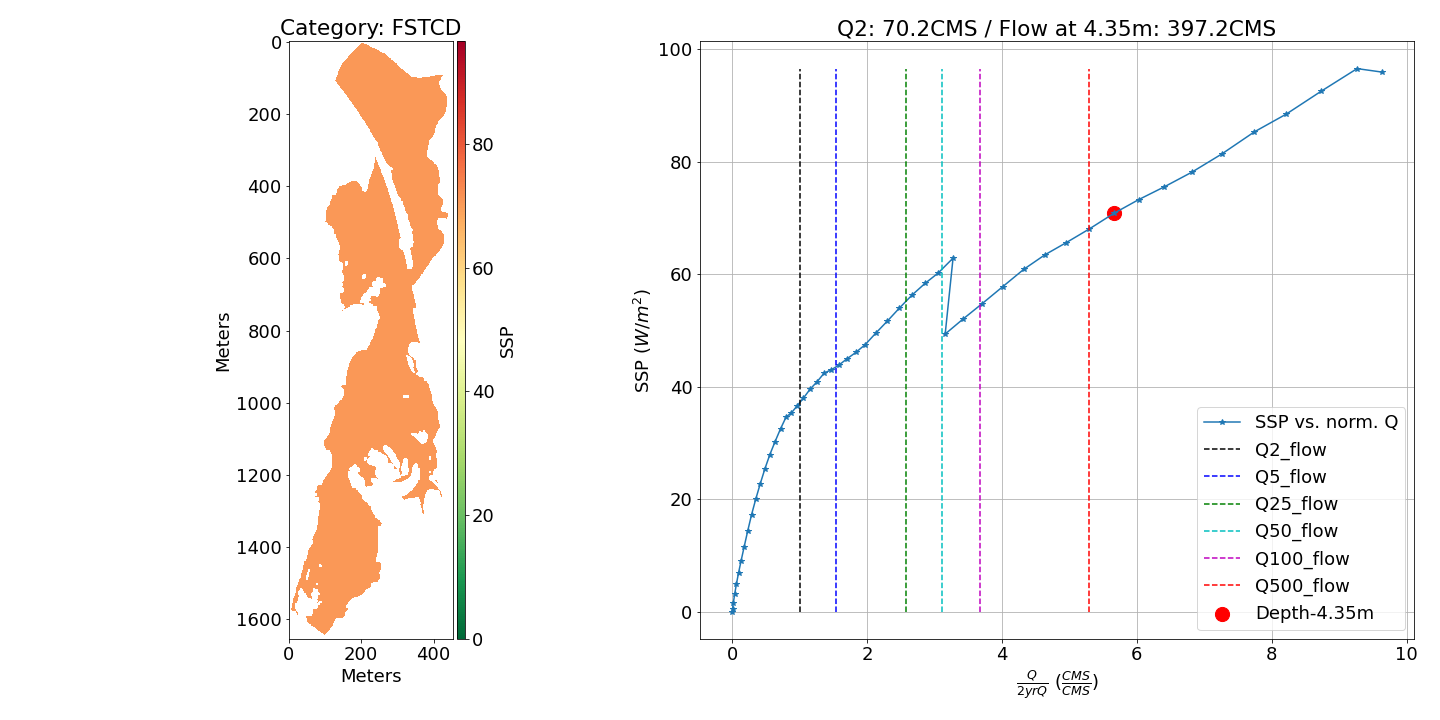 Category: FSTCD
0
200
400
600
800
1000
1200
1400
1600
Meters
0
200
400
Meters
80
60
40
20
0
SSP
Q2: 70.2CMS / Flow at 4.35m: 397.2CMS
100
80
60
40
20
0
SSP (W/m²)
0
2
4
6
8
10
Q/2yrQ (CMS/CMS)
SSP vs. norm. Q
Q2_flow
Q5_flow
Q25_flow
Q50_flow
Q100_flow
Q500_flow
Depth-4.35m